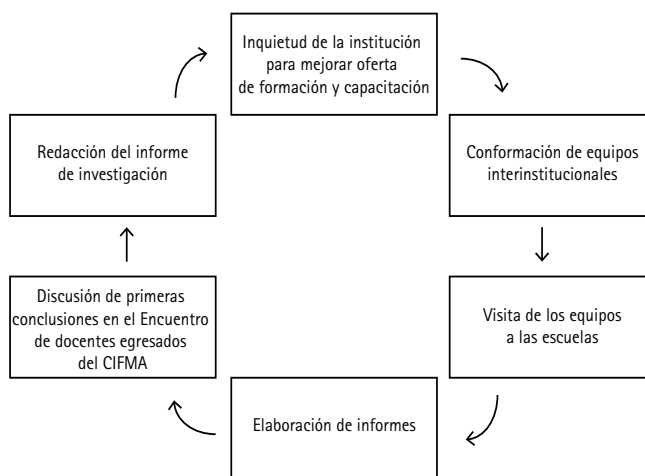 Inquietud de la institución
para mejorar oferta
de formación y capacitación
Conformación de equipos
interinstitucionales
Visita de los equipos
a las escuelas
Elaboración de informes
Discusión de primeras
conclusiones en el Encuentro
de docentes egresados
del CIFMA
Redacción del informe
de investigación